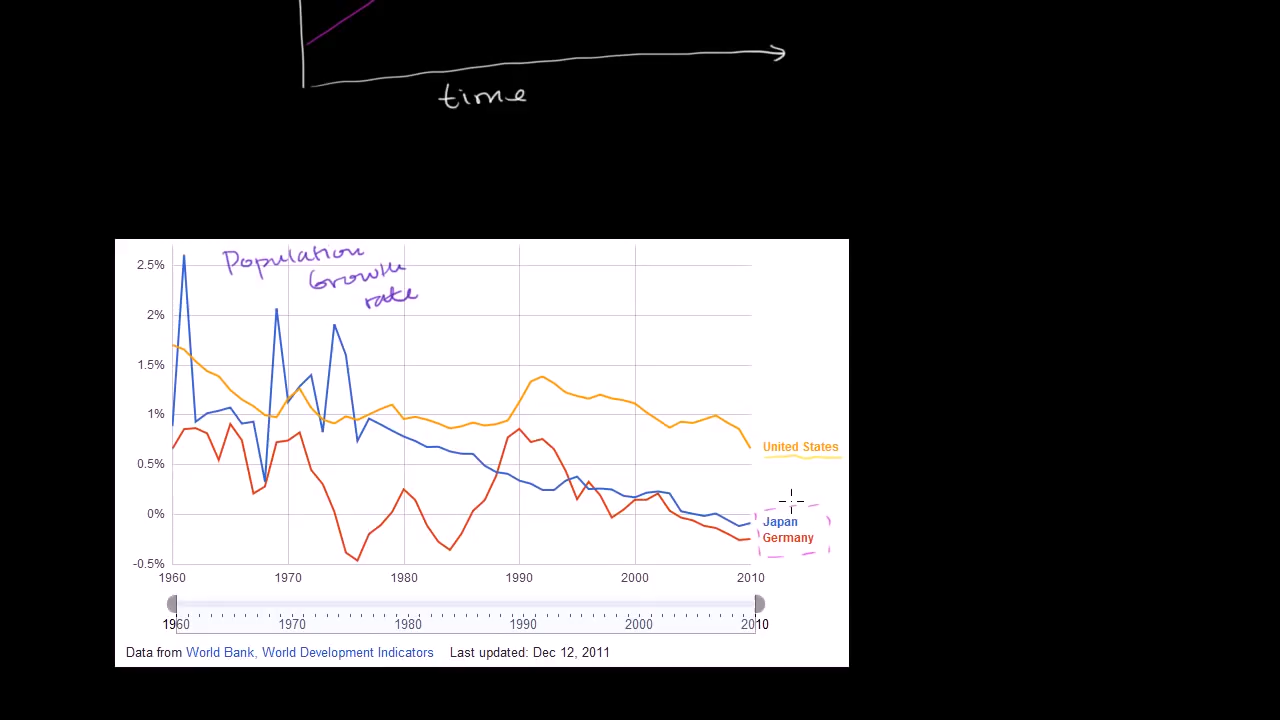 time
Population
Growth
rate
2.5%
2%
1.5%
1%
0.5%
0%
-0.5%
United States
Japan
Germany
1960 1970 1980 1990 2000 2010
1960 1970 1980 1990 2000 2010
Data from World Bank, World Development Indicators Last updated: Dec 12, 2011